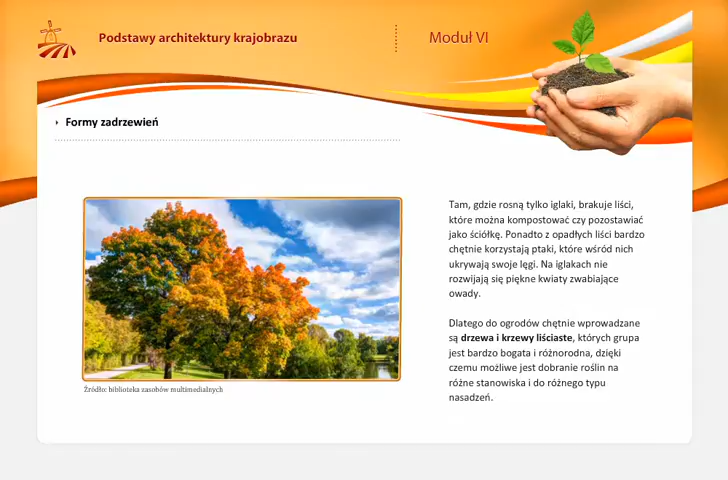 Podstawy architektury krajobrazu
Moduł VI
Formy zadrzewień
Tam, gdzie rosną tylko iglaki, brakuje liści,
które można kompostować czy pozostawiać
jako ściółkę. Ponadto z opadłych liści bardzo
chętnie korzystają ptaki, które wśród nich
ukrywają swoje lęgi. Na iglakach nie
rozwijają się piękne kwiaty zwabiające
owady.
Dlatego do ogrodów chętnie wprowadzane
są drzewa i krzewy liściaste, których grupa
jest bardzo bogata i różnorodna, dzięki
czemu możliwe jest dobranie roślin na
różne stanowiska i do różnego typu
nasadzeń.
Źródło: biblioteka zasobów multimedialnych